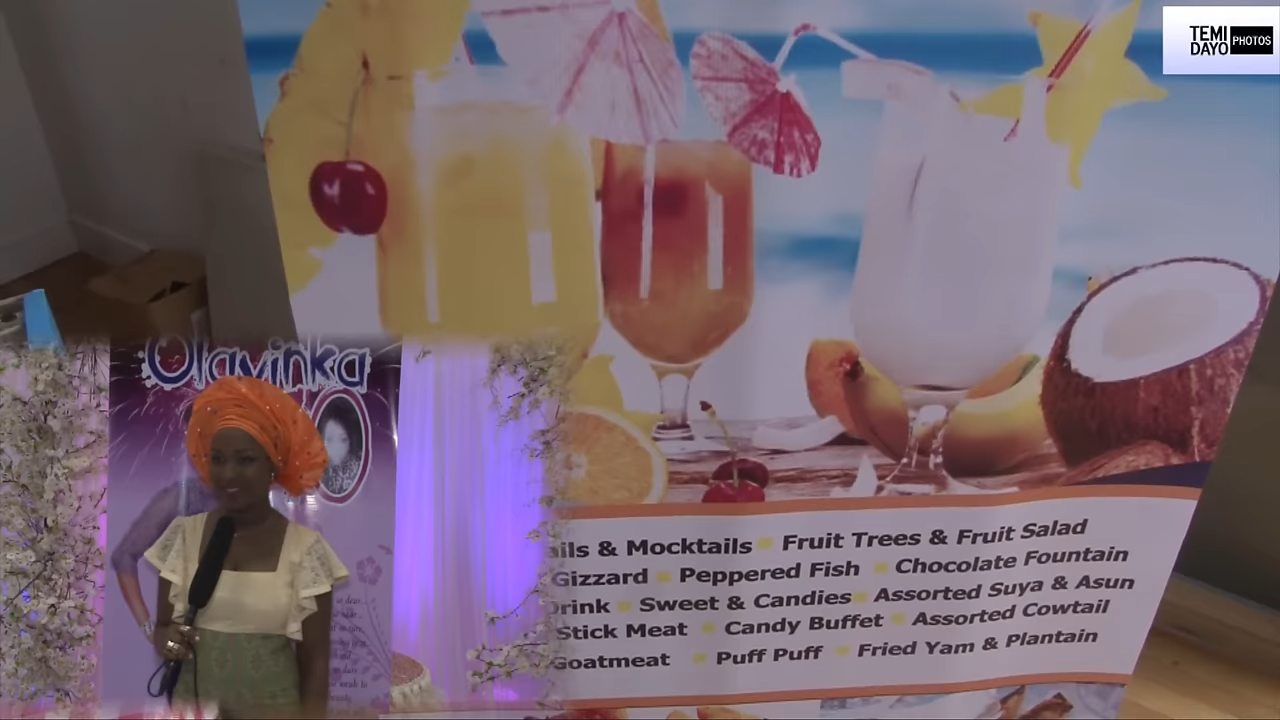 TEMI
DAYO PHOTOS
Olayinka
ails & Mocktails Fruit Trees & Fruit Salad
Gizzard Peppered Fish Chocolate Fountain
Drink Sweet & Candies Assorted Suya & Asun
Stick Meat Candy Buffet Assorted Cowtail
Goatmeat Puff Puff Fried Yam & Plantain